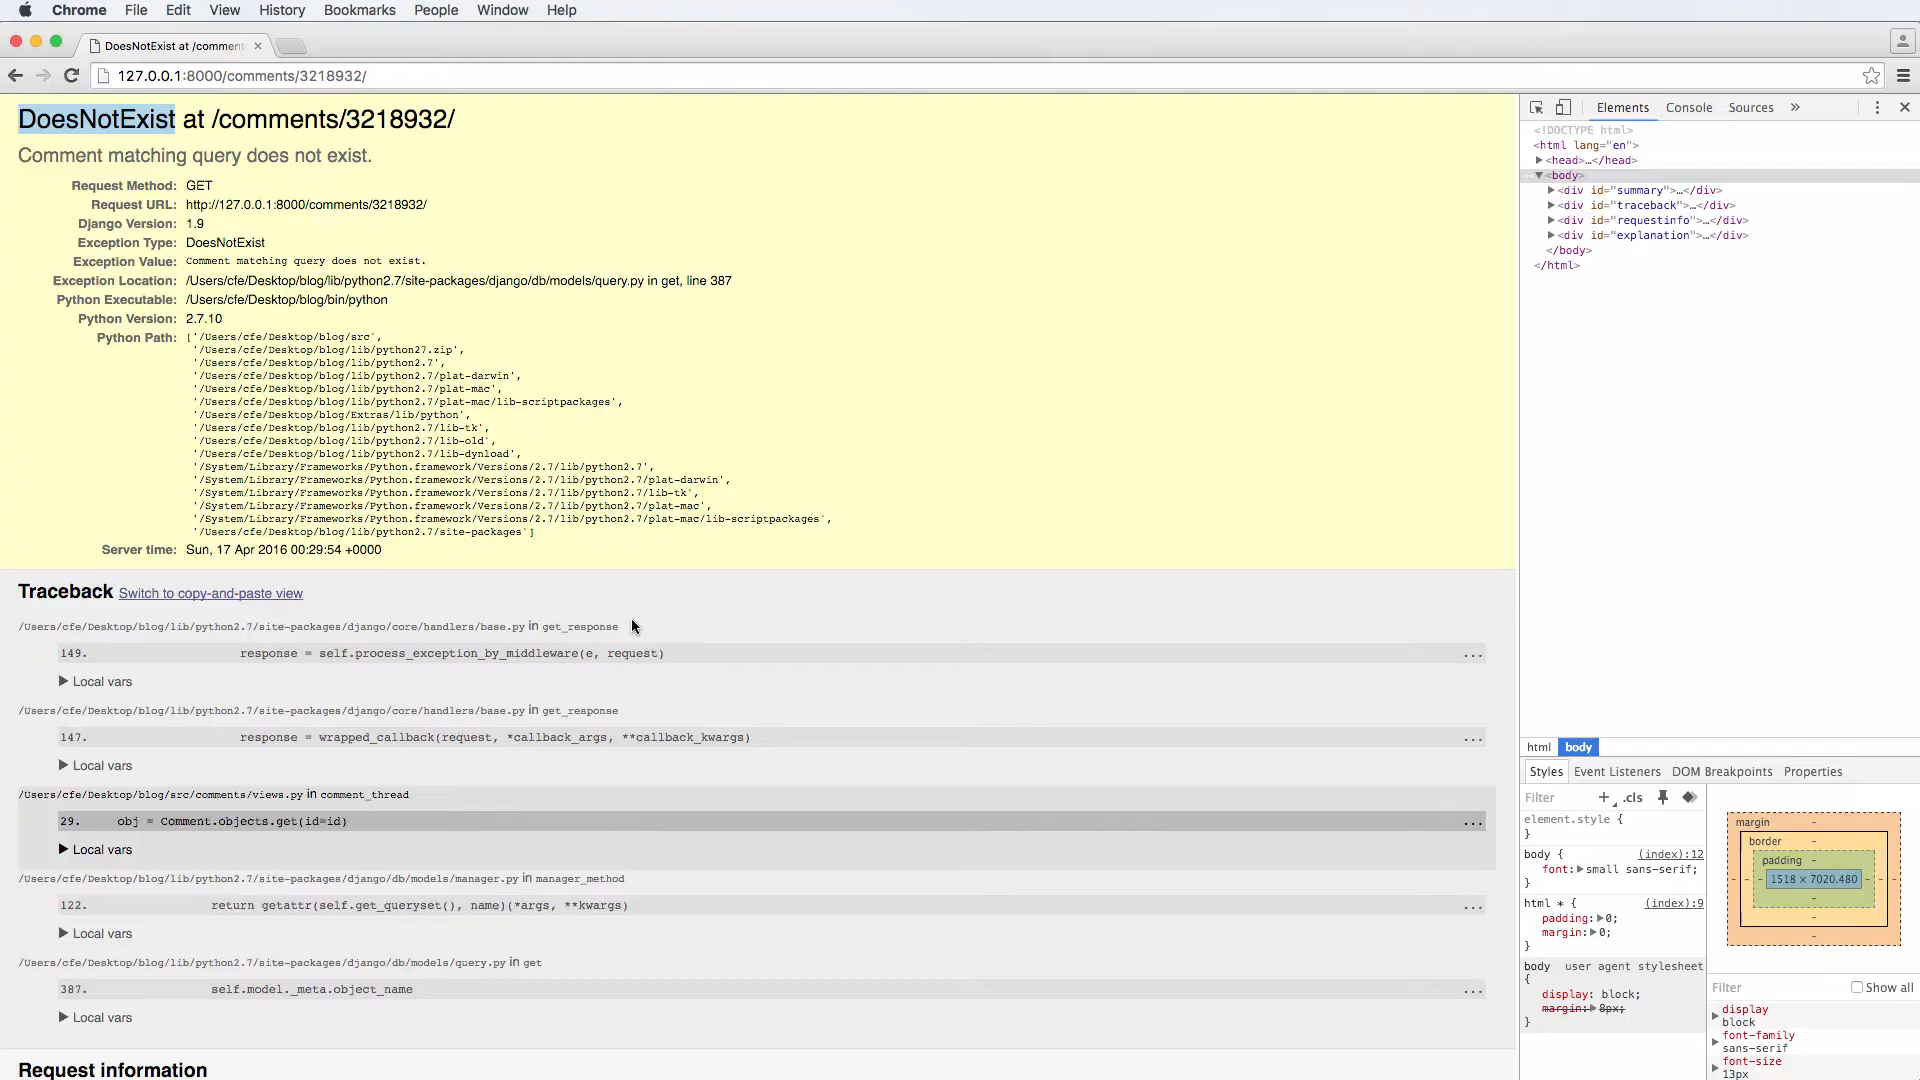 Chrome File Edit View History Bookmarks People Window Help
DoesNotExist at /comment
127.0.0.1:8000/comments/3218932/
DoesNotExist at /comments/3218932/
Comment matching query does not exist.
Request Method: GET
Request URL: http://127.0.0.1:8000/comments/3218932/
Django Version: 1.9
Exception Type: DoesNotExist
Exception Value: Comment matching query does not exist.
Exception Location: /Users/cfe/Desktop/blog/lib/python2.7/site-packages/django/db/models/query.py in get, line 387
Python Executable: /Users/cfe/Desktop/blog/bin/python
Python Version: 2.7.10
Python Path: ['/Users/cfe/Desktop/blog/src',
'/Users/cfe/Desktop/blog/lib/python27.zip',
'/Users/cfe/Desktop/blog/lib/python2.7',
'/Users/cfe/Desktop/blog/lib/python2.7/plat-darwin',
'/Users/cfe/Desktop/blog/lib/python2.7/plat-mac',
'/Users/cfe/Desktop/blog/lib/python2.7/plat-mac/lib-scriptpackages',
'/Users/cfe/Desktop/blog/Extras/lib/python',
'/Users/cfe/Desktop/blog/lib/python2.7/lib-tk',
'/Users/cfe/Desktop/blog/lib/python2.7/lib-old',
'/Users/cfe/Desktop/blog/lib/python2.7/lib-dynload',
'/System/Library/Frameworks/Python.framework/Versions/2.7/lib/python2.7',
'/System/Library/Frameworks/Python.framework/Versions/2.7/lib/python2.7/plat-darwin',
'/System/Library/Frameworks/Python.framework/Versions/2.7/lib/python2.7/lib-tk',
'/System/Library/Frameworks/Python.framework/Versions/2.7/lib/python2.7/plat-mac',
'/System/Library/Frameworks/Python.framework/Versions/2.7/lib/python2.7/plat-mac/lib-scriptpackages',
'/Users/cfe/Desktop/blog/lib/python2.7/site-packages']
Server time: Sun, 17 Apr 2016 00:29:54 +0000
Traceback Switch to copy-and-paste view
/Users/cfe/Desktop/blog/lib/python2.7/site-packages/django/core/handlers/base.py in get_response
149. response = self.process_exception_by_middleware(e, request) ...
▶ Local vars
/Users/cfe/Desktop/blog/lib/python2.7/site-packages/django/core/handlers/base.py in get_response
147. response = wrapped_callback(request, *callback_args, **callback_kwargs) ...
▶ Local vars
/Users/cfe/Desktop/blog/src/comments/views.py in comment_thread
29. obj = Comment.objects.get(id=id) ...
▶ Local vars
/Users/cfe/Desktop/blog/lib/python2.7/site-packages/django/db/models/manager.py in manager_method
122. return getattr(self.get_queryset(), name)(*args, **kwargs) ...
▶ Local vars
/Users/cfe/Desktop/blog/lib/python2.7/site-packages/django/db/models/query.py in get
387. self.model._meta.object_name ...
▶ Local vars
Request information
Elements Console Sources »
<!DOCTYPE html>
<html lang="en">
▶<head>…</head>
…▼<body>
▶<div id="summary">…</div>
▶<div id="traceback">…</div>
▶<div id="requestinfo">…</div>
▶<div id="explanation">…</div>
</body>
</html>
html body
Styles Event Listeners DOM Breakpoints Properties
Filter + .cls
element.style {
}
body { (index):12
font:▶small sans-serif;
}
html * { (index):9
padding:▶0;
margin:▶0;
}
body user agent stylesheet
{
display: block;
margin:▶8px;
}
margin -
border -
padding -
- - - 1518 × 7020.480 - - -
-
-
-
Filter Show all
▶ display
block
▶ font-family
sans-serif
▶ font-size
13px